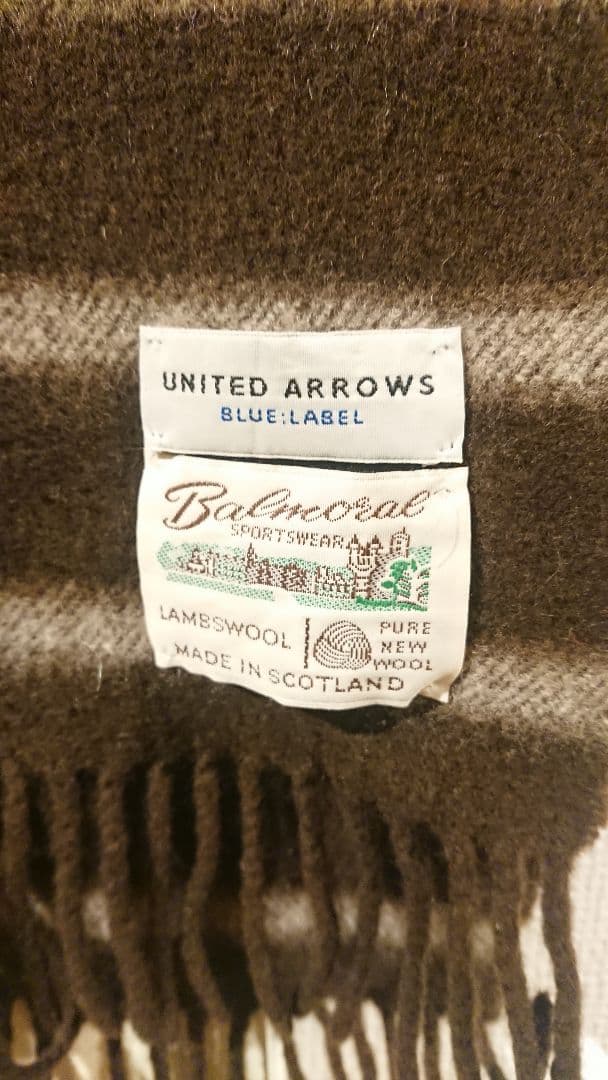 UNITED ARROWS
BLUE:LABEL
Balmoral
SPORTSWEAR
LAMBSWOOL
PURE
NEW
WOOL
MADE IN SCOTLAND